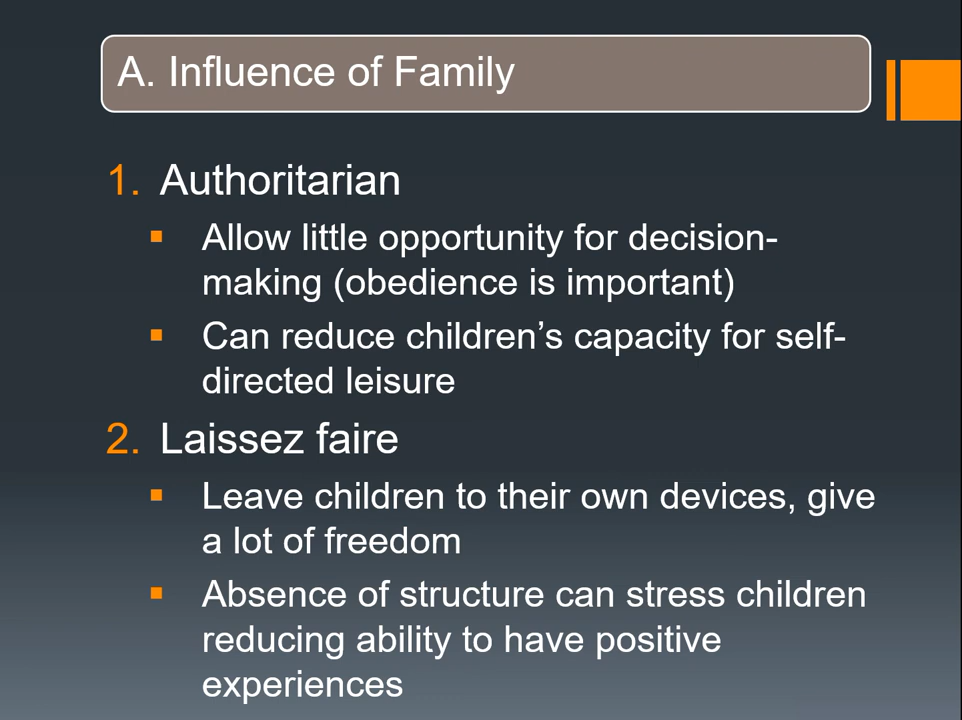 A. Influence of Family
1. Authoritarian
▪ Allow little opportunity for decision-
making (obedience is important)
▪ Can reduce children’s capacity for self-
directed leisure
2. Laissez faire
▪ Leave children to their own devices, give
a lot of freedom
▪ Absence of structure can stress children
reducing ability to have positive
experiences